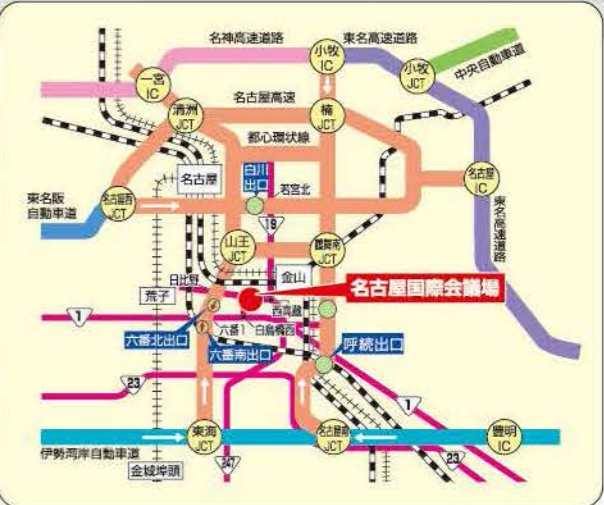 名神高速道路
小牧
IC
東名高速道路
小牧
JCT
中央自動車道
一宮
IC
清洲
JCT
名古屋高速
楠
JCT
都心環状線
名古屋
白川
出口
若宮北
名古屋
IC
東名阪
自動車道
名古屋西
JCT
19
東名高速道路
山王
JCT
鶴舞南
JCT
日比野
金山
荒子
名古屋国際会議場
西高蔵
1
六番北出口
六番1
白鳥橋西
六番南出口
呼続出口
23
1
東海
JCT
名古屋南
JCT
豊明
IC
伊勢湾岸自動車道
金城埠頭
247
23